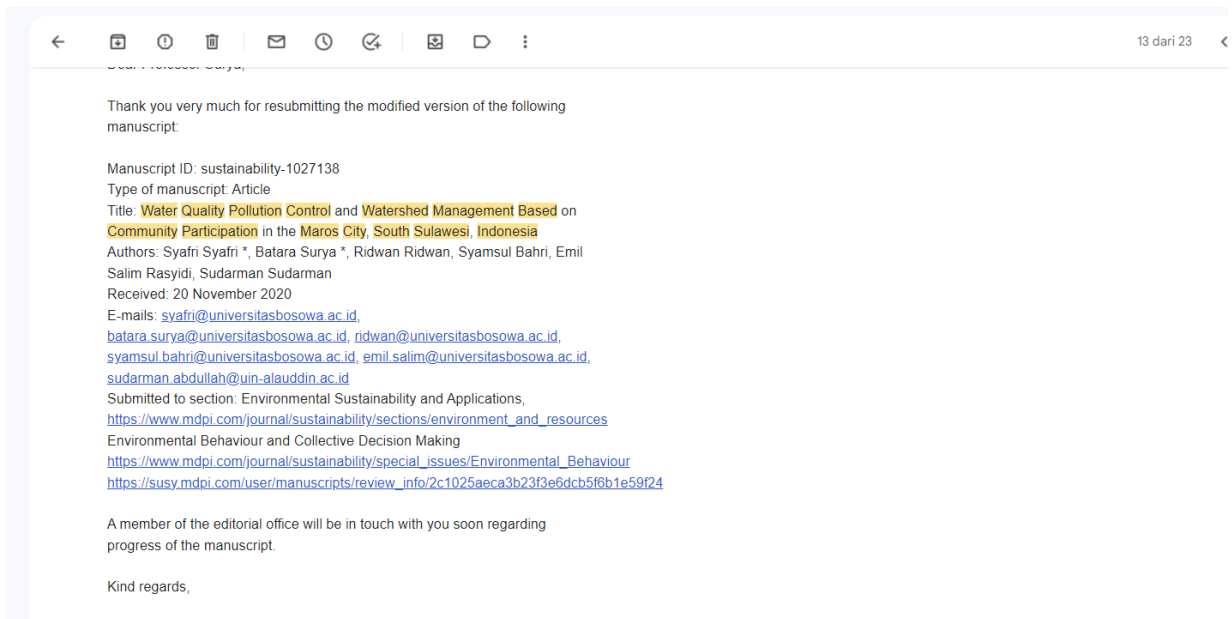 13 dari 23
Thank you very much for resubmitting the modified version of the following
manuscript:
Manuscript ID: sustainability-1027138
Type of manuscript: Article
Title: Water Quality Pollution Control and Watershed Management Based on
Community Participation in the Maros City, South Sulawesi, Indonesia
Authors: Syafri Syafri *, Batara Surya *, Ridwan Ridwan, Syamsul Bahri, Emil
Salim Rasyidi, Sudarman Sudarman
Received: 20 November 2020
E-mails: syafri@universitasbosowa.ac.id,
batara.surya@universitasbosowa.ac.id, ridwan@universitasbosowa.ac.id,
syamsul.bahri@universitasbosowa.ac.id, emil.salim@universitasbosowa.ac.id,
sudarman.abdullah@uin-alauddin.ac.id
Submitted to section: Environmental Sustainability and Applications,
https://www.mdpi.com/journal/sustainability/sections/environment_and_resources
Environmental Behaviour and Collective Decision Making
https://www.mdpi.com/journal/sustainability/special_issues/Environmental_Behaviour
https://susy.mdpi.com/user/manuscripts/review_info/2c1025aeca3b23f3e6dcb5f6b1e59f24
A member of the editorial office will be in touch with you soon regarding
progress of the manuscript.
Kind regards,